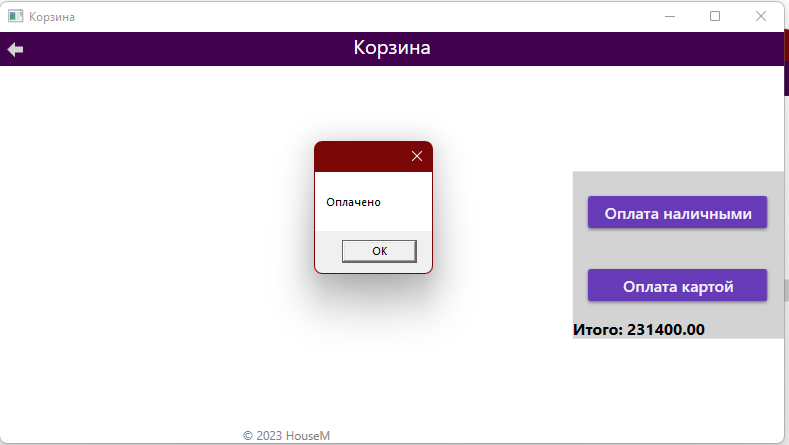 Корзина
Корзина
Оплачено
OK
Оплата наличными
Оплата картой
Итого: 231400.00
© 2023 HouseM